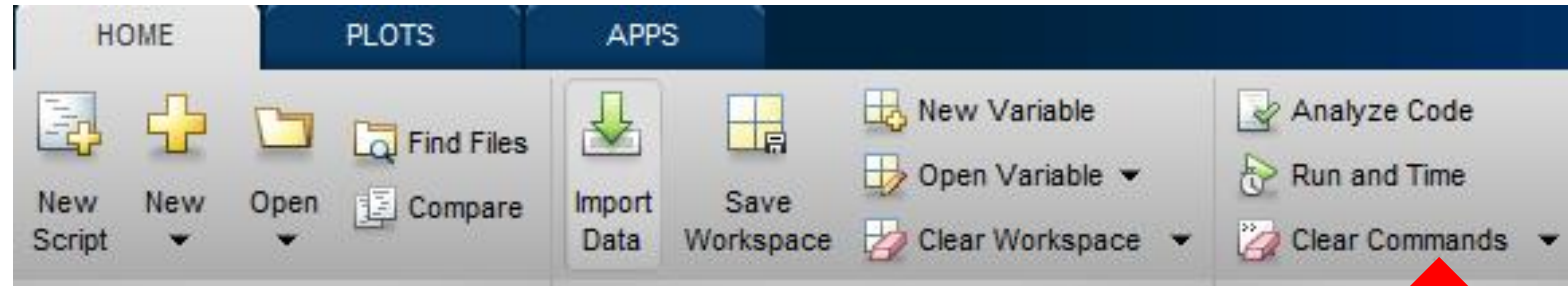 HOME PLOTS APPS
New Script
New
Open
Find Files
Compare
Import Data
Save Workspace
New Variable
Open Variable
Clear Workspace
Analyze Code
Run and Time
Clear Commands